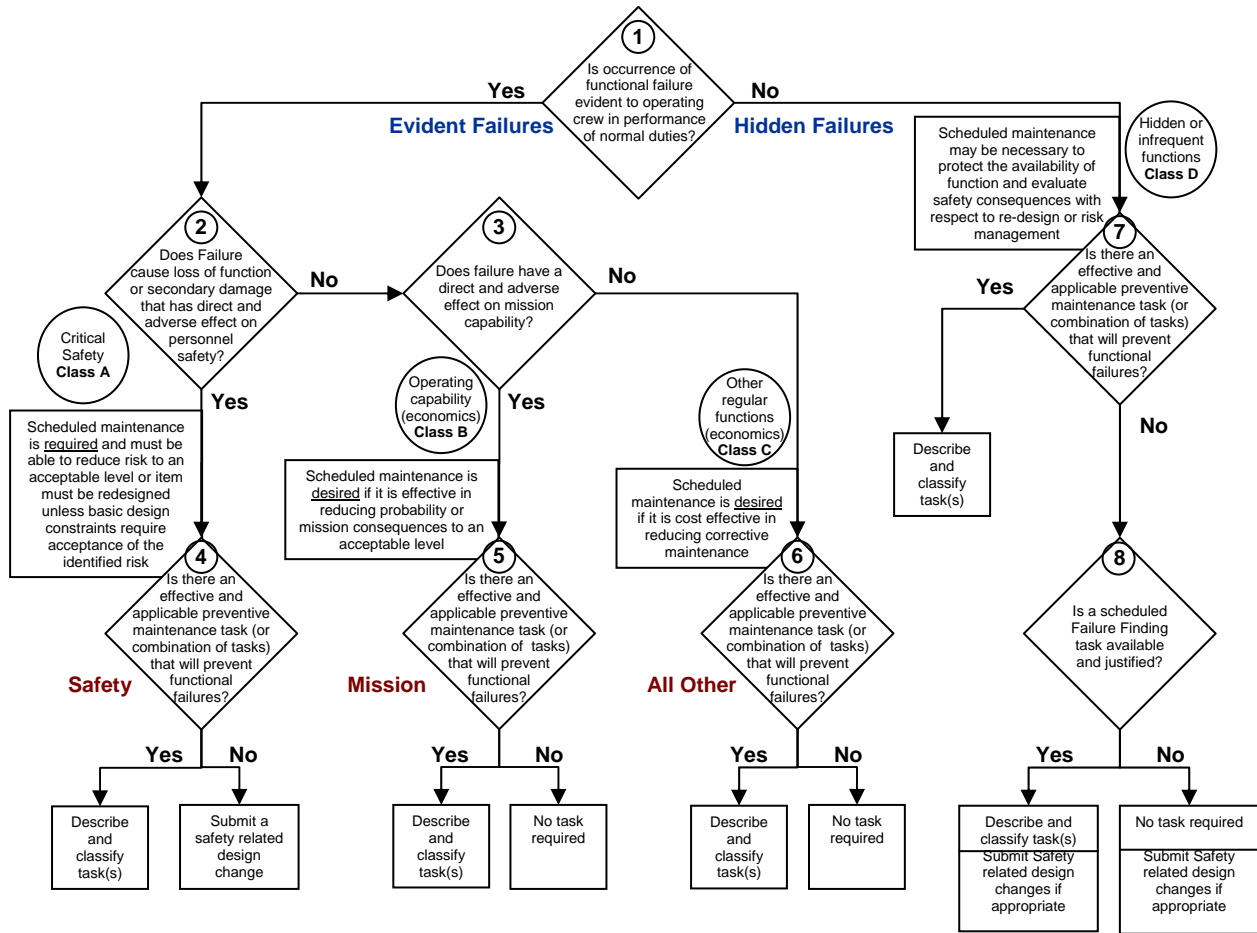 1
Is occurrence of
functional failure
evident to operating
crew in performance
of normal duties?
Yes
No
Evident Failures
Hidden Failures
Scheduled maintenance
may be necessary to
protect the availability of
function and evaluate
safety consequences with
respect to re-design or risk
management
Hidden or
infrequent
functions
Class D
2
Does Failure
cause loss of function
or secondary damage
that has direct and
adverse effect on
personnel
safety?
No
3
Does failure have a
direct and adverse
effect on mission
capability?
No
7
Is there an
effective and
applicable preventive
maintenance task (or
combination of tasks)
that will prevent
functional
failures?
Yes
No
Describe
and
classify
task(s)
Critical
Safety
Class A
Yes
Scheduled maintenance
is required and must be
able to reduce risk to an
acceptable level or item
must be redesigned
unless basic design
constraints require
acceptance of the
identified risk
Operating
capability
(economics)
Class B
Yes
Scheduled maintenance is
desired if it is effective in
reducing probability or
mission consequences to an
acceptable level
Other
regular
functions
(economics)
Class C
Scheduled
maintenance is desired
if it is cost effective in
reducing corrective
maintenance
4
Is there an
effective and
applicable preventive
maintenance task (or
combination of tasks)
that will prevent
functional
failures?
Safety
5
Is there an
effective and
applicable preventive
maintenance task (or
combination of  tasks)
that will prevent
functional
failures?
Mission
6
Is there an
effective and
applicable preventive
maintenance task (or
combination of  tasks)
that will prevent
functional
failures?
All Other
8
Is a scheduled
Failure Finding
task available
and justified?
Yes
No
Describe
and
classify
task(s)
Submit a
safety related
design
change
Yes
No
Describe
and
classify
task(s)
No task
required
Yes
No
Describe
and
classify
task(s)
No task
required
Yes
No
Describe and
classify task(s)
Submit Safety
related design
changes if
appropriate
No task required
Submit Safety
related design
changes if
appropriate